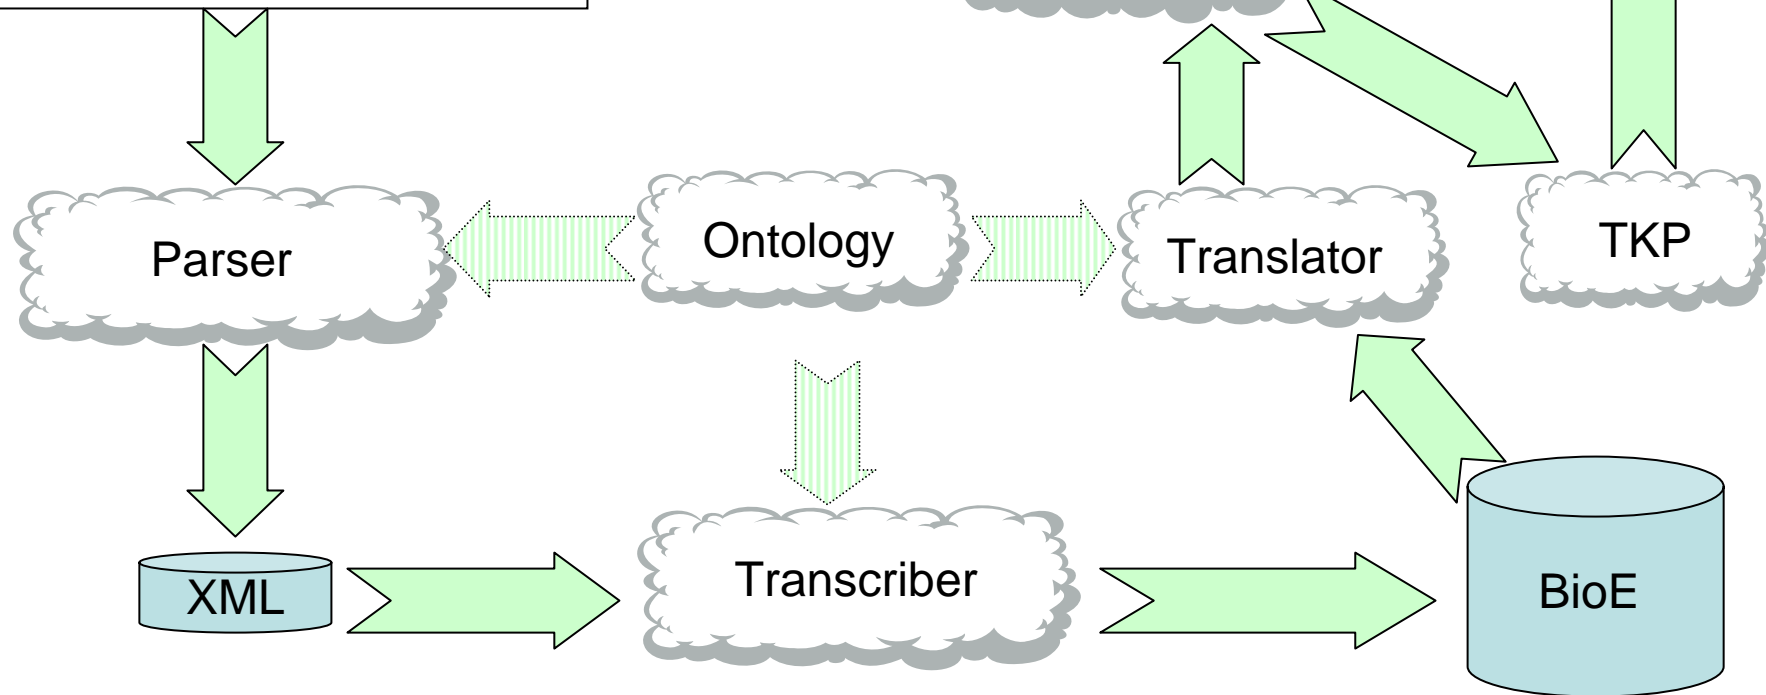 Parser
Ontology
Translator
TKP
XML
Transcriber
BioE